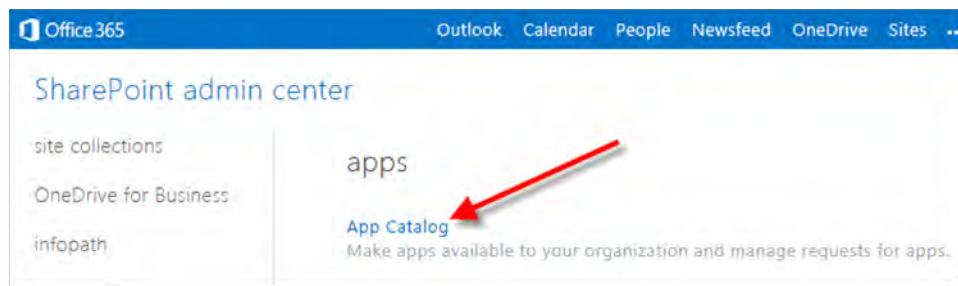 Office 365 Outlook Calendar People Newsfeed OneDrive Sites ...
SharePoint admin center
site collections
OneDrive for Business
infopath
apps
App Catalog
Make apps available to your organization and manage requests for apps.